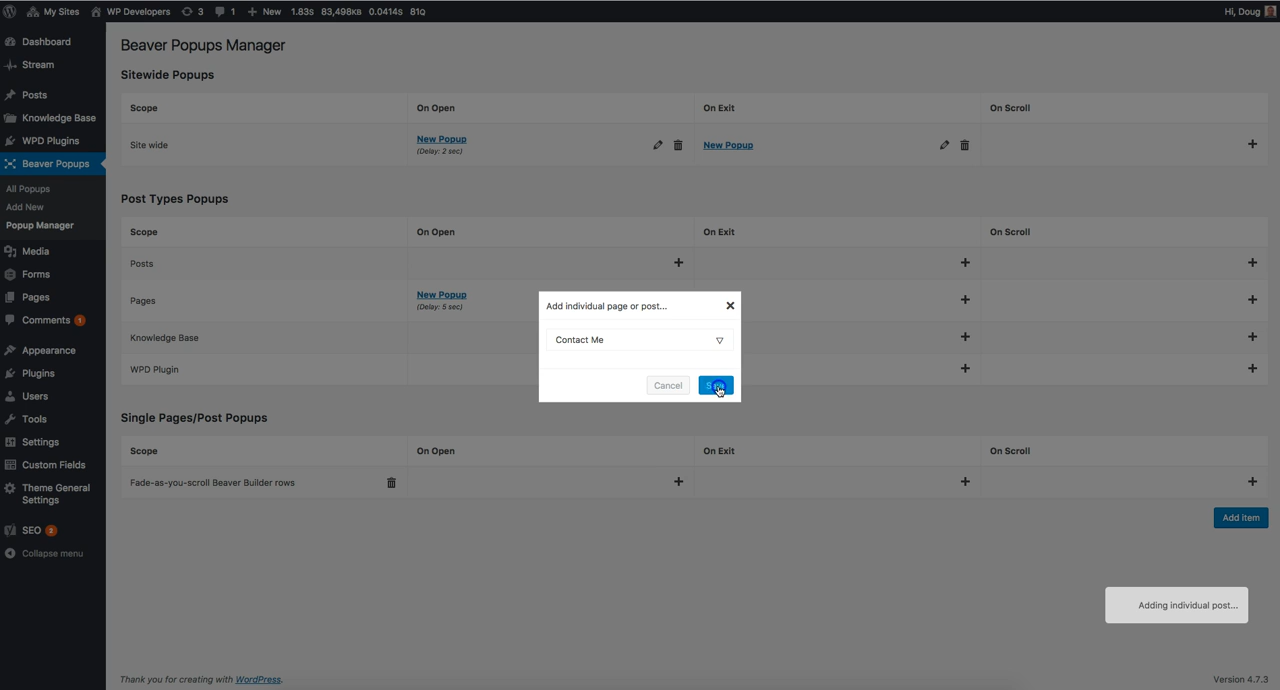 My Sites
WP Developers
3
1
New
1.83s 83,498KB 0.0414s 81Q
Hi, Doug
Dashboard
Stream
Posts
Knowledge Base
WPD Plugins
Beaver Popups
All Popups
Add New
Popup Manager
Media
Forms
Pages
Comments 1
Appearance
Plugins
Users
Tools
Settings
Custom Fields
Theme General
Settings
SEO 2
Collapse menu
Beaver Popups Manager
Sitewide Popups
Scope On Open On Exit On Scroll
Site wide New Popup New Popup
(Delay: 2 sec)
Post Types Popups
Scope On Open On Exit On Scroll
Posts
Pages New Popup
(Delay: 5 sec)
Knowledge Base
WPD Plugin
Add individual page or post...
Contact Me
Cancel
Single Pages/Post Popups
Scope On Open On Exit On Scroll
Fade-as-you-scroll Beaver Builder rows
Add item
Adding individual post...
Thank you for creating with WordPress.
Version 4.7.3